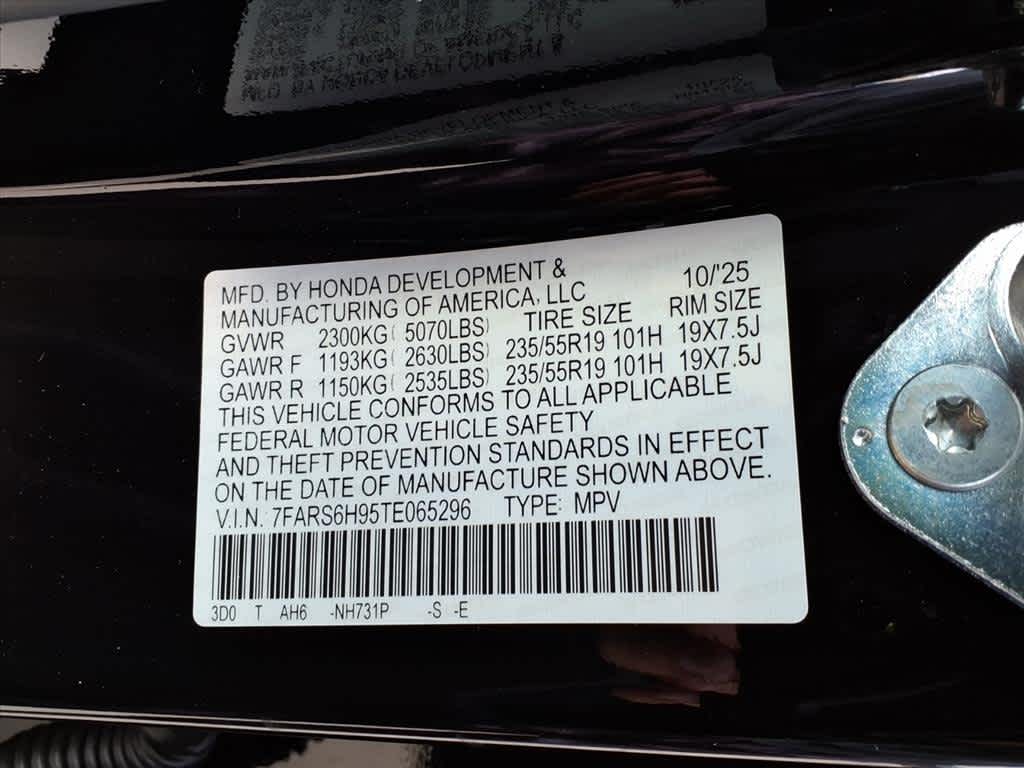 MFD. BY HONDA DEVELOPMENT & 10/'25
MANUFACTURING OF AMERICA, LLC
GVWR 2300KG( 5070LBS) TIRE SIZE RIM SIZE
GAWR F 1193KG( 2630LBS) 235/55R19 101H 19X7.5J
GAWR R 1150KG( 2535LBS) 235/55R19 101H 19X7.5J
THIS VEHICLE CONFORMS TO ALL APPLICABLE
FEDERAL MOTOR VEHICLE SAFETY
AND THEFT PREVENTION STANDARDS IN EFFECT
ON THE DATE OF MANUFACTURE SHOWN ABOVE.
V.I.N. 7FARS6H95TE065296 TYPE: MPV
3D0 T AH6 -NH731P -S -E